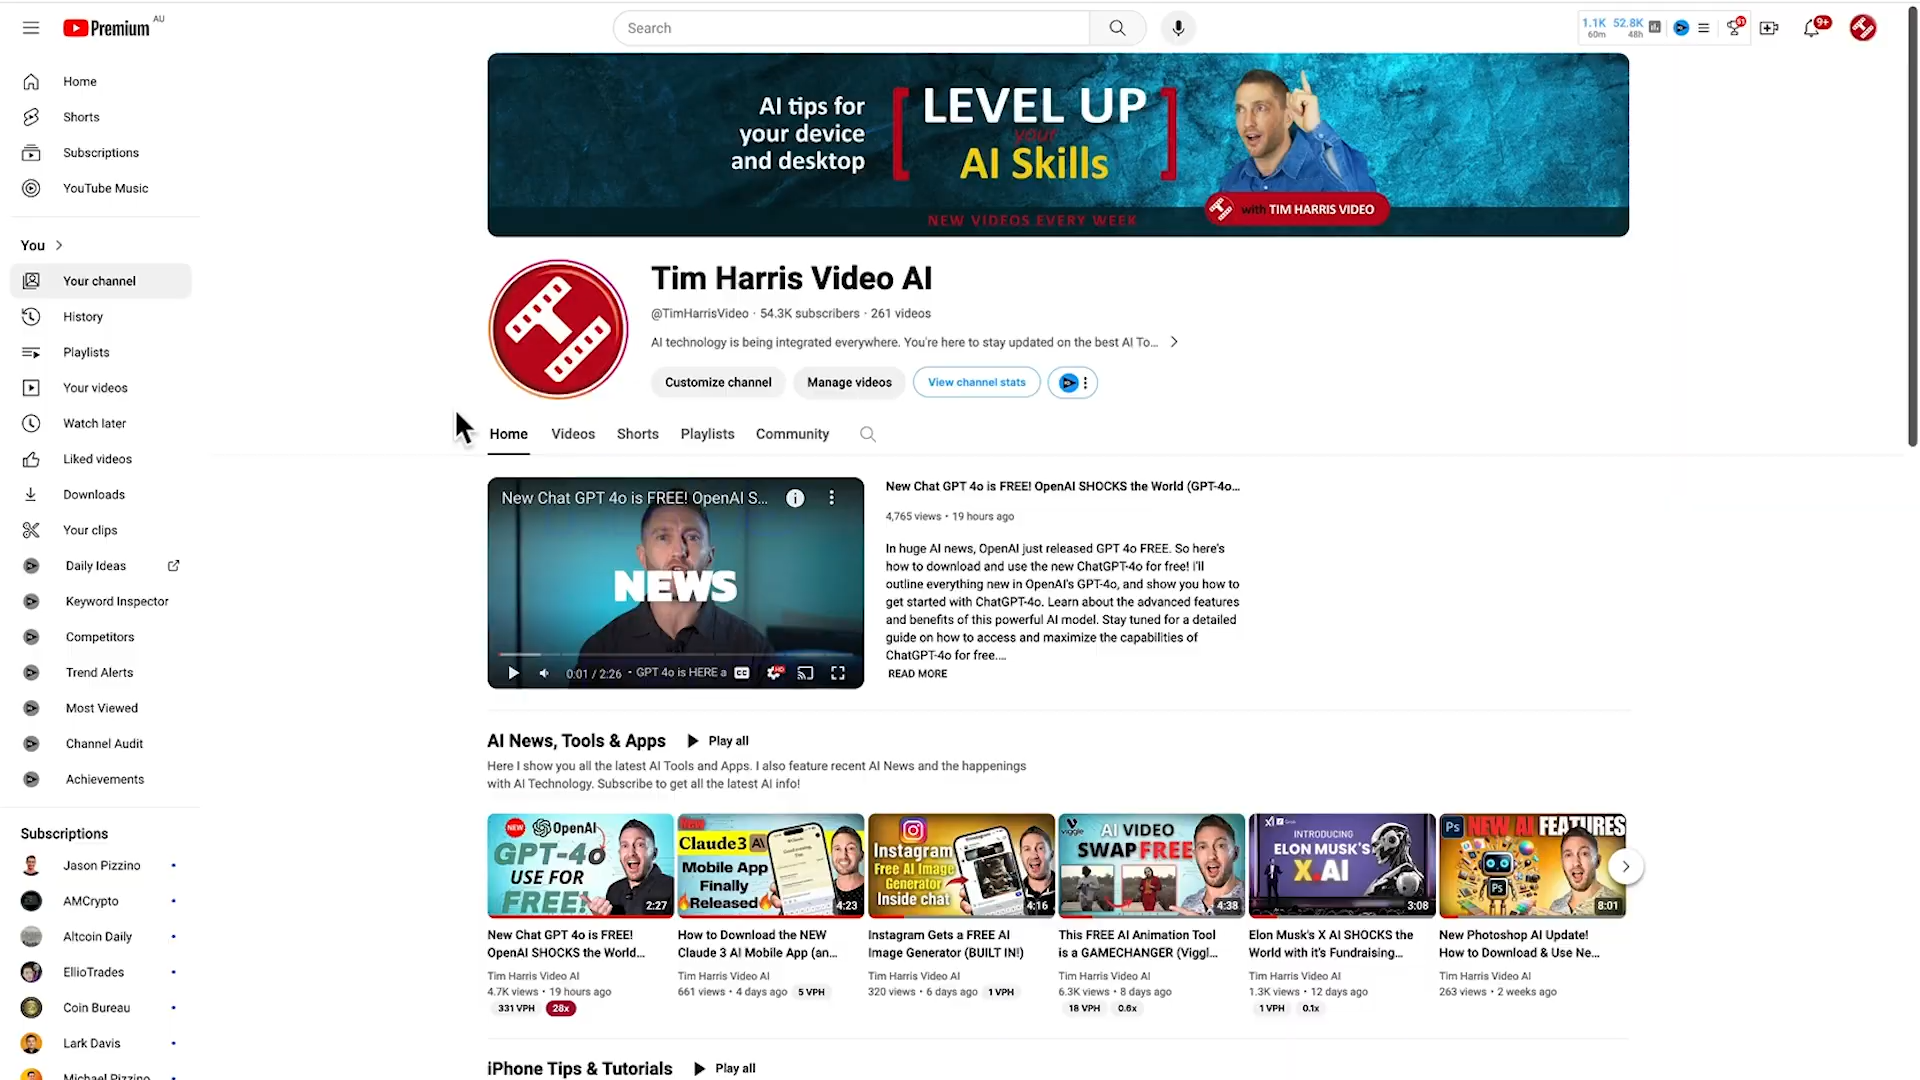 Premium AU
Search
1.1K 52.8K
60m 48h
51
9+
Home
Shorts
Subscriptions
YouTube Music
You
Your channel
History
Playlists
Your videos
Watch later
Liked videos
Downloads
Your clips
Daily Ideas
Keyword Inspector
Competitors
Trend Alerts
Most Viewed
Channel Audit
Achievements
Subscriptions
Jason Pizzino
AMCrypto
Altcoin Daily
EllioTrades
Coin Bureau
Lark Davis
Michael Pizzino
AI tips for
your device
and desktop
LEVEL UP
your
AI Skills
NEW VIDEOS EVERY WEEK
with TIM HARRIS VIDEO
Tim Harris Video AI
@TimHarrisVideo · 54.3K subscribers · 261 videos
AI technology is being integrated everywhere. You're here to stay updated on the best AI To...
Customize channel
Manage videos
View channel stats
Home
Videos
Shorts
Playlists
Community
New Chat GPT 4o is FREE! OpenAI S...
NEWS
0:01 / 2:26 · GPT 4o is HERE a
CC
HD
New Chat GPT 4o is FREE! OpenAI SHOCKS the World (GPT-4o...
4,765 views · 19 hours ago
In huge AI news, OpenAI just released GPT 4o FREE. So here's
how to download and use the new ChatGPT-4o for free! I'll
outline everything new in OpenAI's GPT-4o, and show you how to
get started with ChatGPT-4o. Learn about the advanced features
and benefits of this powerful AI model. Stay tuned for a detailed
guide on how to access and maximize the capabilities of
ChatGPT-4o for free....
READ MORE
AI News, Tools & Apps
Play all
Here I show you all the latest AI Tools and Apps. I also feature recent AI News and the happenings
with AI Technology. Subscribe to get all the latest AI info!
NEW OpenAI
GPT-4o
USE FOR
FREE!
2:27
New Chat GPT 4o is FREE!
OpenAI SHOCKS the World...
Tim Harris Video AI
4.7K views · 19 hours ago
331 VPH 28x
New
Claude3 AI
Mobile App
Finally
Released
4:23
How to Download the NEW
Claude 3 AI Mobile App (an...
Tim Harris Video AI
661 views · 4 days ago 5 VPH
Instagram
Free AI Image
Generator
Inside chat
4:16
Instagram Gets a FREE AI
Image Generator (BUILT IN!)
Tim Harris Video AI
320 views · 6 days ago 1 VPH
viggle
AI VIDEO
SWAP FREE
4:38
This FREE AI Animation Tool
is a GAMECHANGER (Viggl...
Tim Harris Video AI
6.3K views · 8 days ago
18 VPH 0.6x
INTRODUCING
ELON MUSK'S
X.AI
3:08
Elon Musk's X AI SHOCKS the
World with it's Fundraising...
Tim Harris Video AI
1.3K views · 12 days ago
1 VPH 0.1x
Ps NEW AI FEATURES
Ps
8:01
New Photoshop AI Update!
How to Download & Use Ne...
Tim Harris Video AI
263 views · 2 weeks ago
iPhone Tips & Tutorials
Play all